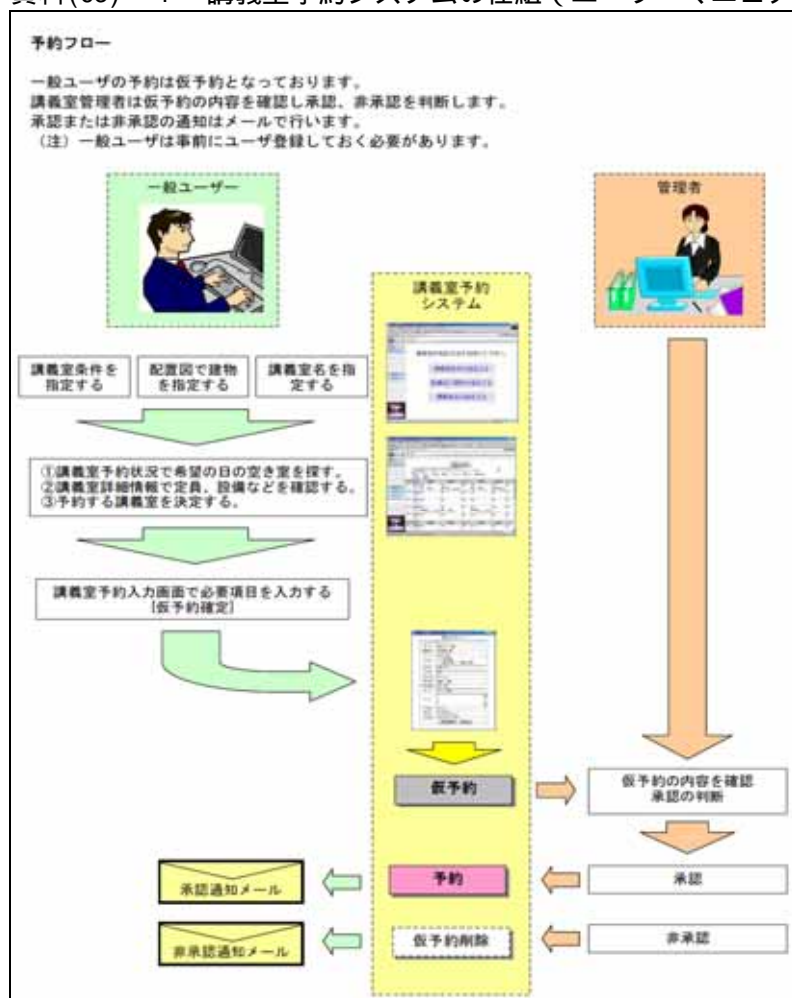 予約フロー
一般ユーザの予約は仮予約となっております。
講義室管理者は仮予約の内容を確認し承認、非承認を判断します。
承認または非承認の通知はメールで行います。
（注）一般ユーザは事前にユーザ登録しておく必要があります。
一般ユーザー
管理者
講義室予約
システム
講義室条件を
指定する
配置図で建物
を指定する
講義室名を指
定する
①講義室予約状況で希望の日の空き室を探す。
②講義室詳細情報で定員、設備などを確認する。
③予約する講義室を決定する。
講義室予約入力画面で必要項目を入力する
[仮予約確定]
仮予約
仮予約の内容を確認
承認の判断
承認通知メール
予約
承認
非承認通知メール
仮予約削除
非承認